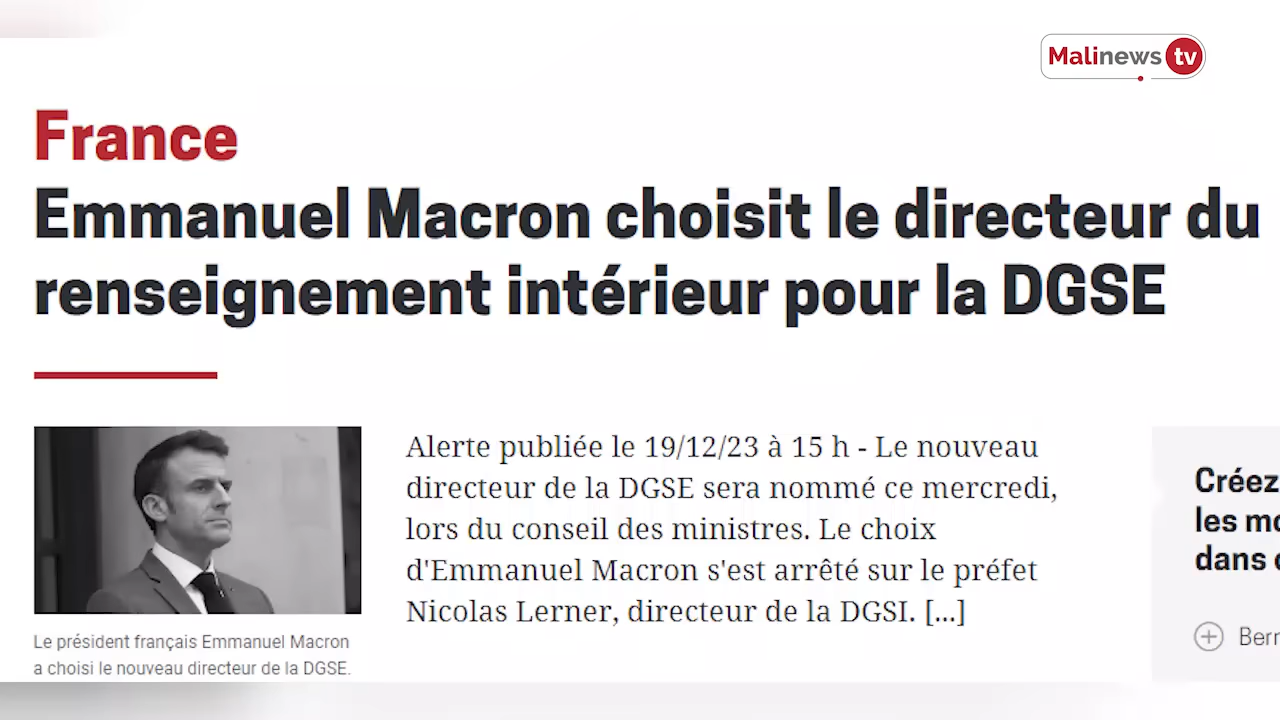 Malinews tv
France
Emmanuel Macron choisit le directeur du
renseignement intérieur pour la DGSE
Alerte publiée le 19/12/23 à 15 h - Le nouveau
directeur de la DGSE sera nommé ce mercredi,
lors du conseil des ministres. Le choix
d'Emmanuel Macron s'est arrêté sur le préfet
Nicolas Lerner, directeur de la DGSI. [...]
Le président français Emmanuel Macron
a choisi le nouveau directeur de la DGSE.
Créez
les
dans